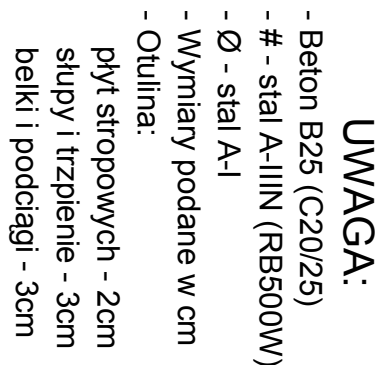 UWAGA:
- Beton B25 (C20/25)
- # - stal A-IIIN (RB500W)
- Ø - stal A-I
- Wymiary podane w cm
- Otulina:
płyt stropowych - 2cm
słupy i trzpienie - 3cm
belki i podciągi - 3cm